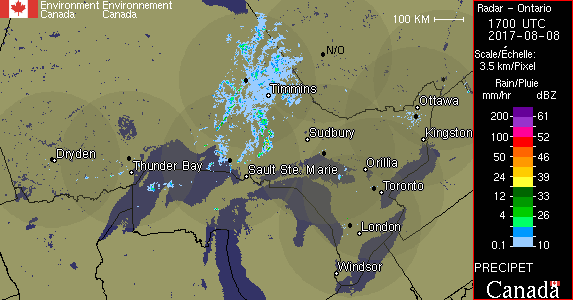 Environment Environnement
Canada Canada
100 KM
N/O
Timmins
Ottawa
Sudbury
Kingston
Dryden
Thunder Bay
Sault Ste. Marie
Orillia
Toronto
London
Windsor
Radar - Ontario
1700 UTC
2017-08-08
Scale/Échelle:
3.5 km/Pixel
Rain/Pluie
mm/hr dBZ
200 61
100 52
50 46
24 39
12 33
4 26
0.1 10
PRECIPET
Canada